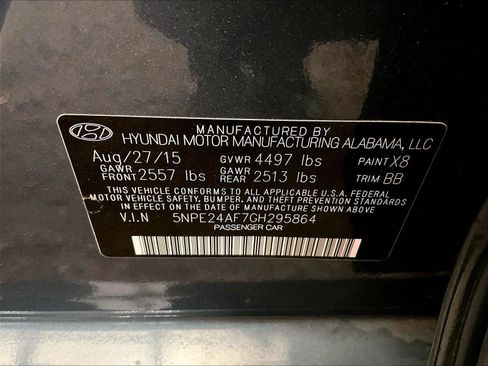 MANUFACTURED BY
HYUNDAI MOTOR MANUFACTURING ALABAMA, LLC
Aug/27/15 GVWR 4497 lbs PAINT X8
GAWR FRONT 2557 lbs GAWR REAR 2513 lbs TRIM BB
THIS VEHICLE CONFORMS TO ALL APPLICABLE U.S.A. FEDERAL
MOTOR VEHICLE SAFETY, BUMPER, AND THEFT PREVENTION
STANDARDS IN EFFECT ON THE DATE OF MANUFACTURE SHOWN ABOVE.
V.I.N 5NPE24AF7GH295864
PASSENGER CAR